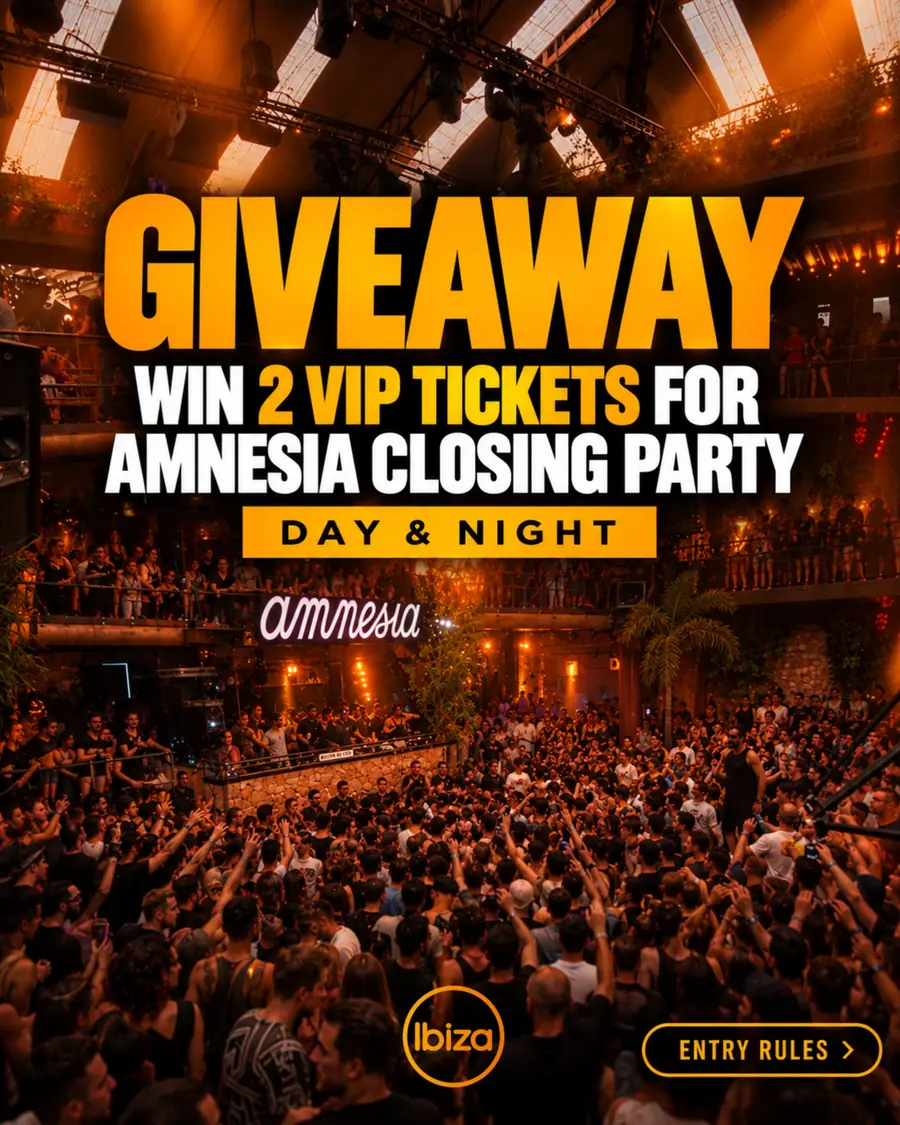 GIVEAWAY
WIN 2 VIP TICKETS FOR
AMNESIA CLOSING PARTY
DAY & NIGHT
amnesia
Ibiza
ENTRY RULES >